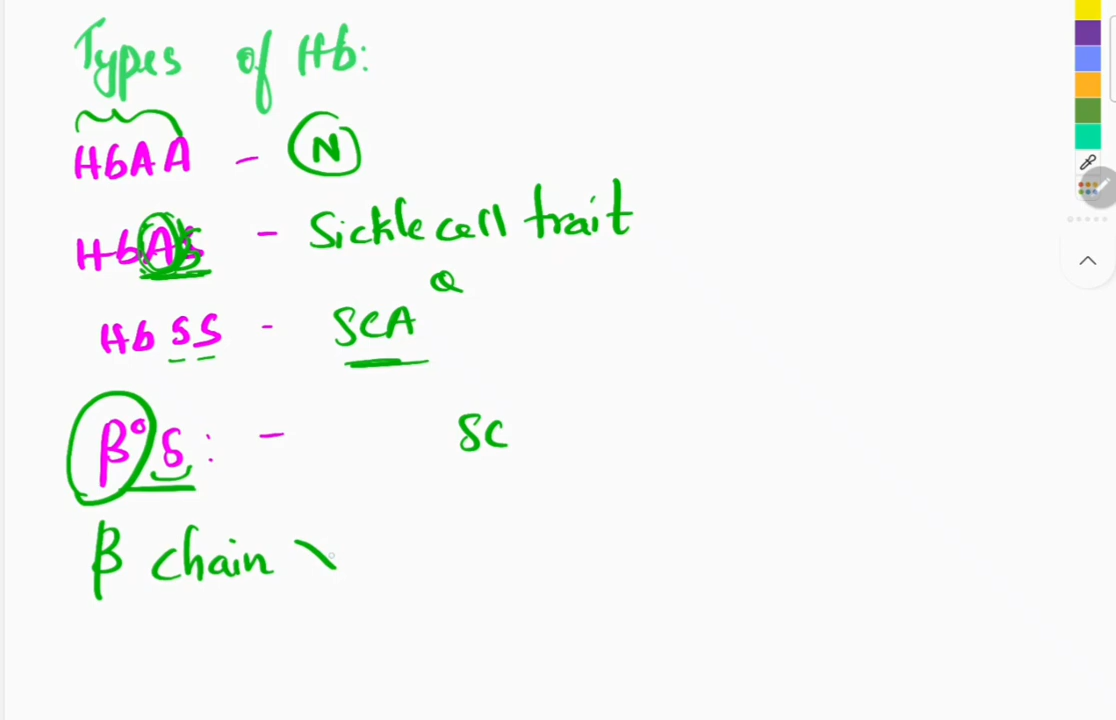 Types of Hb:
HbAA - N
HbAS - Sickle cell trait
HbSS - SCA
β° S: - SC
β chain